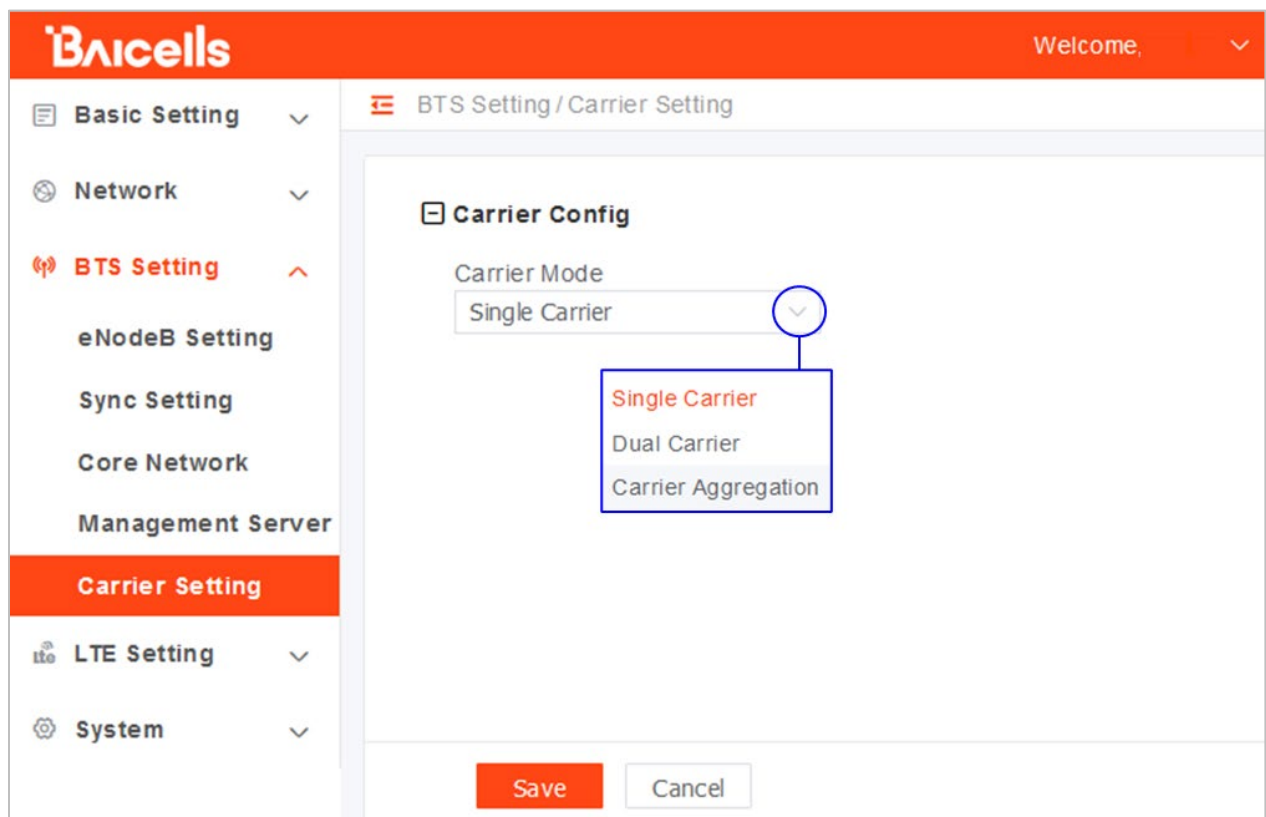 Baicells
Welcome,
Basic Setting
Network
BTS Setting
eNodeB Setting
Sync Setting
Core Network
Management Server
Carrier Setting
LTE Setting
System
BTS Setting / Carrier Setting
Carrier Config
Carrier Mode
Single Carrier
Single Carrier
Dual Carrier
Carrier Aggregation
Save
Cancel